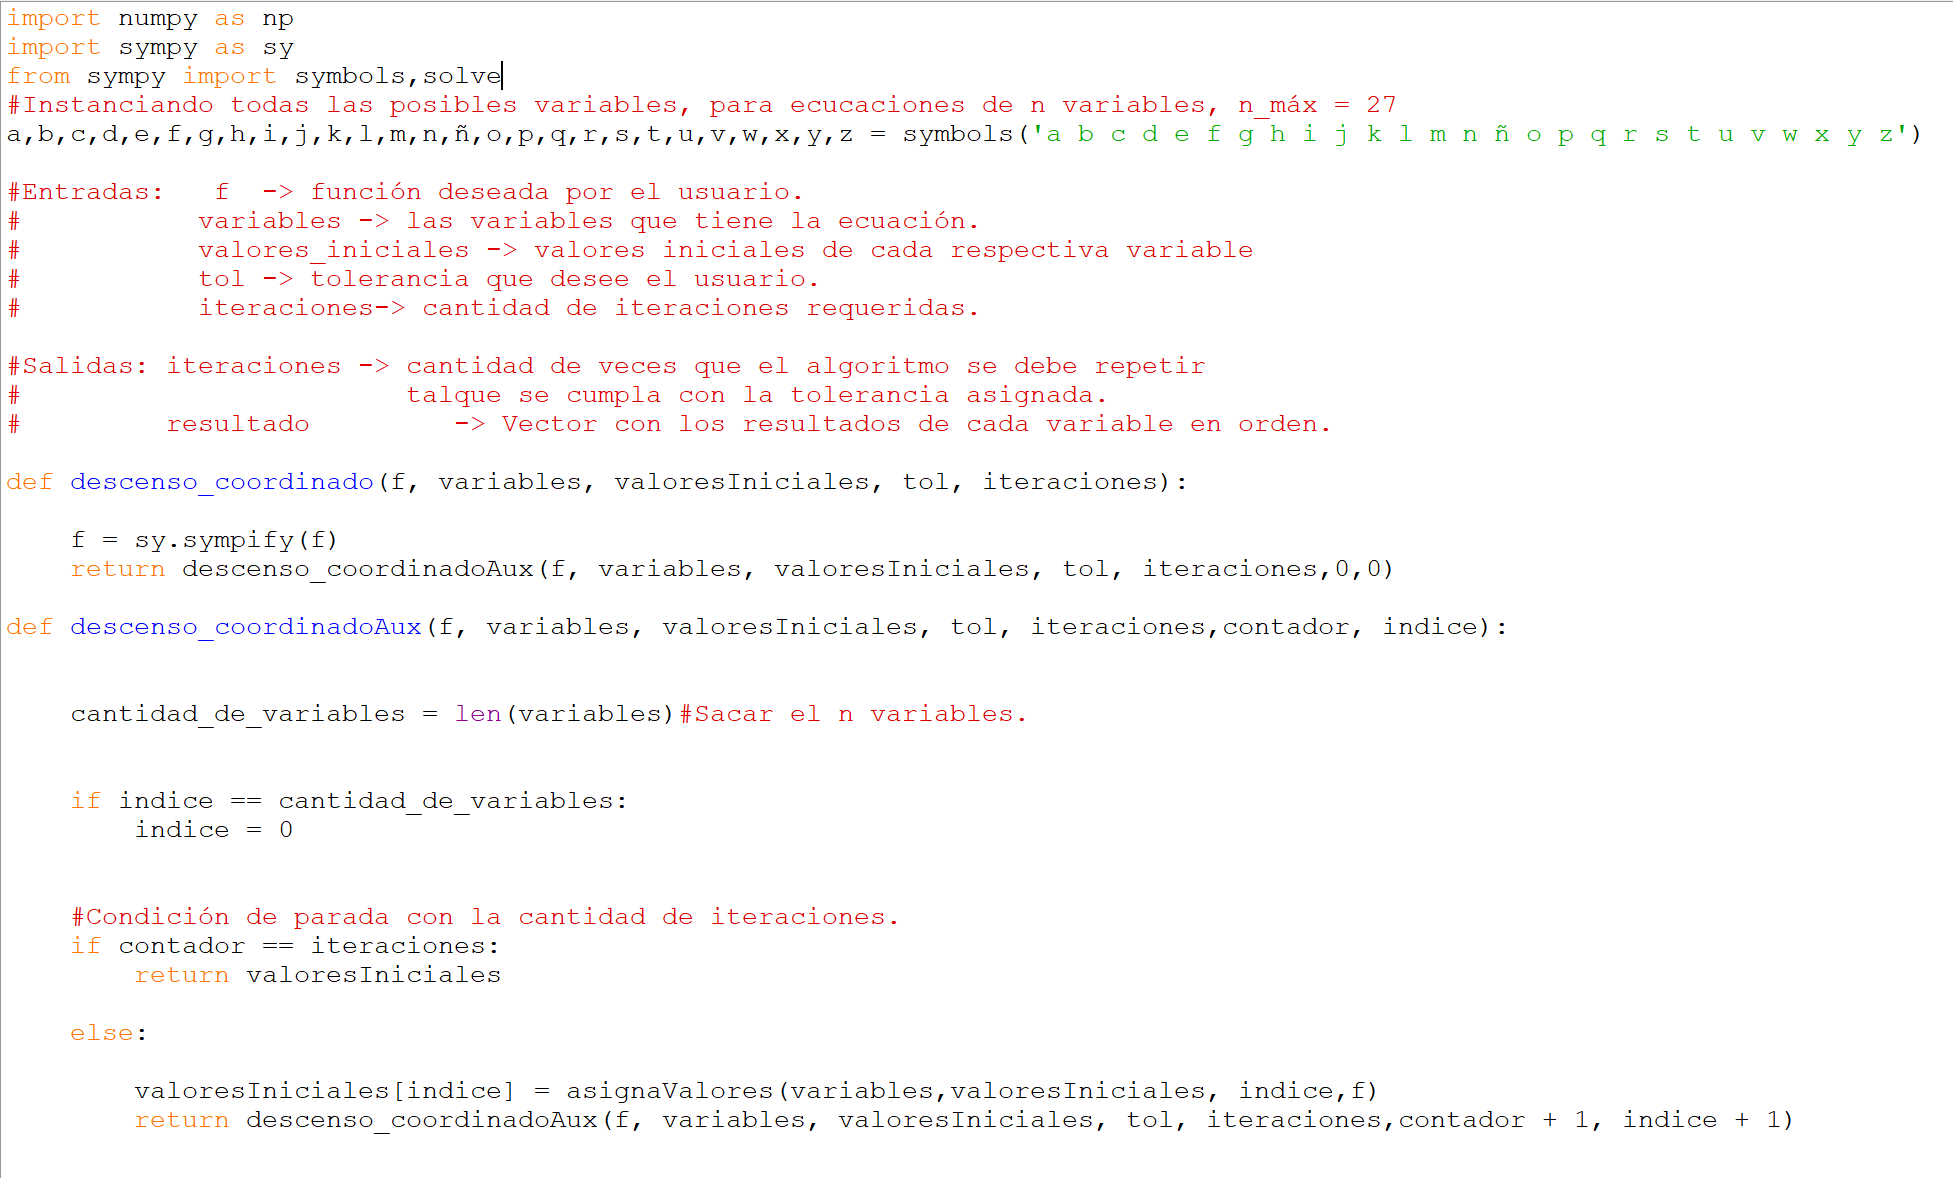 import numpy as np
import sympy as sy
from sympy import symbols,solve
#Instanciando todas las posibles variables, para ecucaciones de n variables, n_máx = 27
a,b,c,d,e,f,g,h,i,j,k,l,m,n,ñ,o,p,q,r,s,t,u,v,w,x,y,z = symbols('a b c d e f g h i j k l m n ñ o p q r s t u v w x y z')
#Entradas:   f  -> función deseada por el usuario.
#           variables -> las variables que tiene la ecuación.
#           valores_iniciales -> valores iniciales de cada respectiva variable
#           tol -> tolerancia que desee el usuario.
#           iteraciones-> cantidad de iteraciones requeridas.
#Salidas: iteraciones -> cantidad de veces que el algoritmo se debe repetir
#                        talque se cumpla con la tolerancia asignada.
#         resultado         -> Vector con los resultados de cada variable en orden.
def descenso_coordinado(f, variables, valoresIniciales, tol, iteraciones):
    f = sy.sympify(f)
    return descenso_coordinadoAux(f, variables, valoresIniciales, tol, iteraciones,0,0)
def descenso_coordinadoAux(f, variables, valoresIniciales, tol, iteraciones,contador, indice):
    cantidad_de_variables = len(variables)#Sacar el n variables.
    if indice == cantidad_de_variables:
        indice = 0
    #Condición de parada con la cantidad de iteraciones.
    if contador == iteraciones:
        return valoresIniciales
    else:
        valoresIniciales[indice] = asignaValores(variables,valoresIniciales, indice,f)
        return descenso_coordinadoAux(f, variables, valoresIniciales, tol, iteraciones,contador + 1, indice + 1)